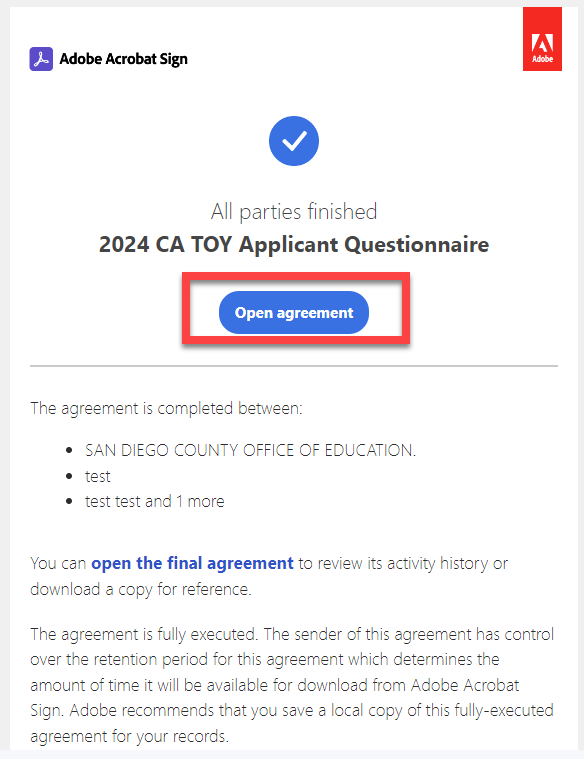 Adobe Acrobat Sign
Adobe
All parties finished
2024 CA TOY Applicant Questionnaire
Open agreement
The agreement is completed between:
• SAN DIEGO COUNTY OFFICE OF EDUCATION.
• test
• test test and 1 more
You can open the final agreement to review its activity history or
download a copy for reference.
The agreement is fully executed. The sender of this agreement has control
over the retention period for this agreement which determines the
amount of time it will be available for download from Adobe Acrobat
Sign. Adobe recommends that you save a local copy of this fully-executed
agreement for your records.